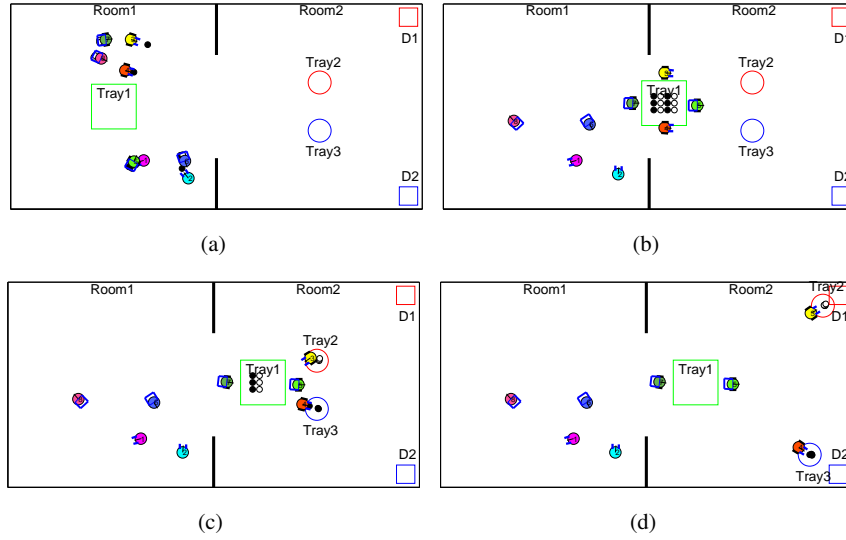 Room1 Room2
D1
Tray2
Tray1
Tray3
D2
(a)
Room1 Room2
D1
Tray2
Tray1
Tray3
D2
(b)
Room1 Room2
D1
Tray2
Tray1
Tray3
D2
(c)
Room1 Room2
Tray2
D1
Tray1
D2
Tray3
(d)